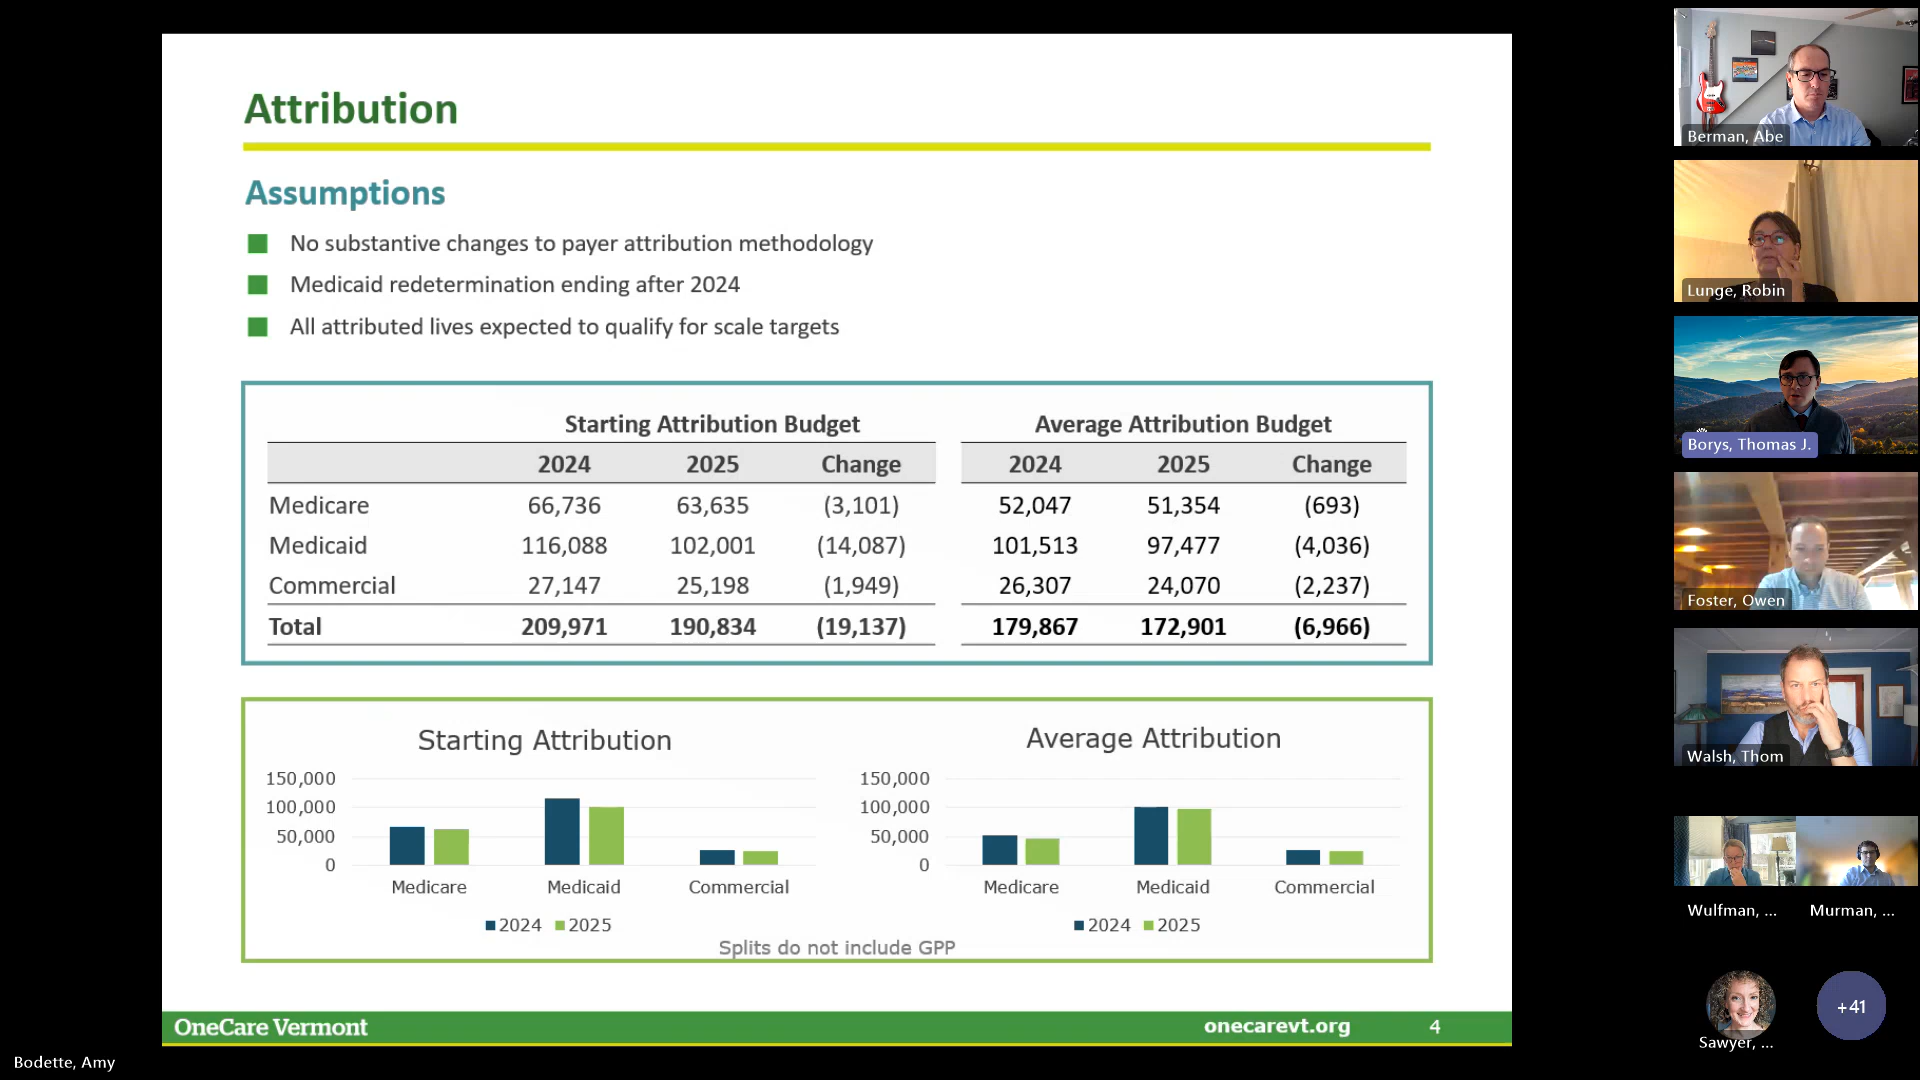 Attribution
Assumptions
No substantive changes to payer attribution methodology
Medicaid redetermination ending after 2024
All attributed lives expected to qualify for scale targets
Starting Attribution Budget Average Attribution Budget
2024 2025 Change 2024 2025 Change
Medicare 66,736 63,635 (3,101) 52,047 51,354 (693)
Medicaid 116,088 102,001 (14,087) 101,513 97,477 (4,036)
Commercial 27,147 25,198 (1,949) 26,307 24,070 (2,237)
Total 209,971 190,834 (19,137) 179,867 172,901 (6,966)
Starting Attribution
150,000
100,000
50,000
0
Medicare Medicaid Commercial
2024 2025
Average Attribution
150,000
100,000
50,000
0
Medicare Medicaid Commercial
2024 2025
Splits do not include GPP
OneCare Vermont onecarevt.org 4
Bodette, Amy
Berman, Abe
Lunge, Robin
Borys, Thomas J.
Foster, Owen
Walsh, Thom
Wulfman, ... Murman, ...
Sawyer, ... +41